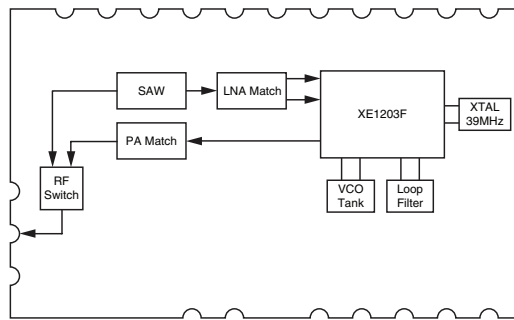 SAW
LNA Match
XE1203F
XTAL
39MHz
PA Match
RF
Switch
VCO
Tank
Loop
Filter